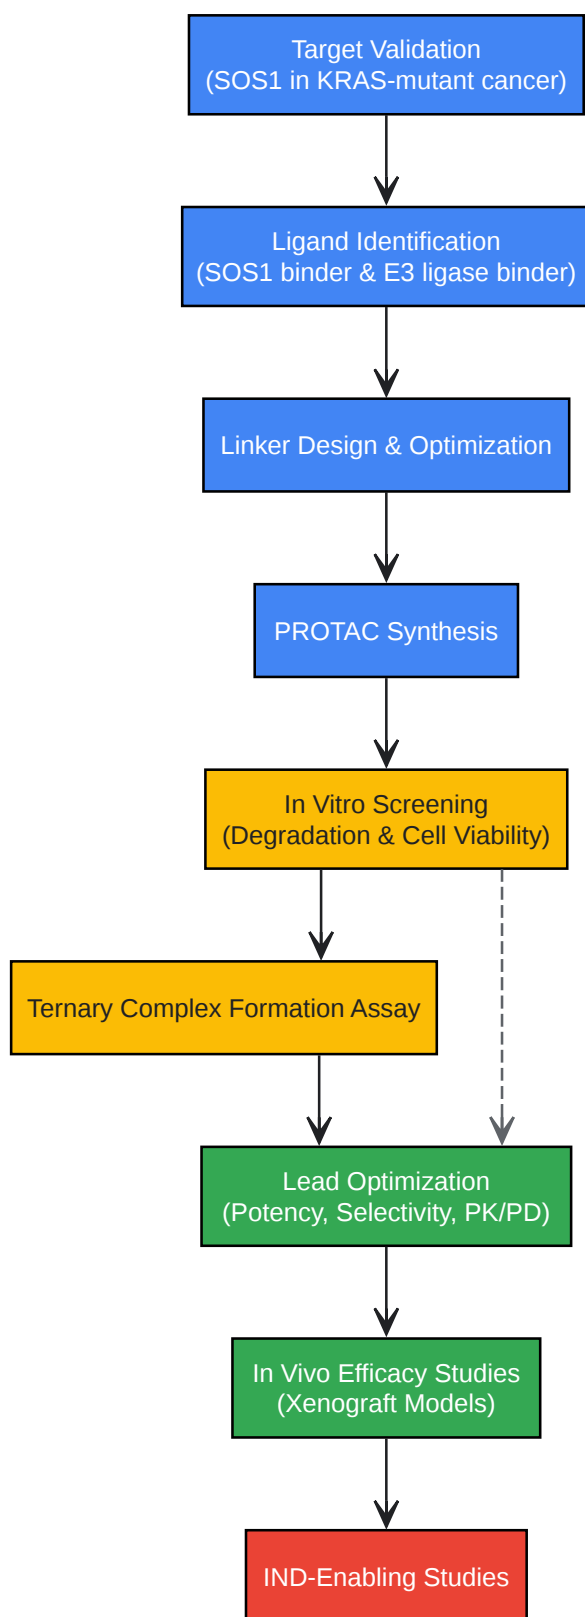 Target Validation
(SOS1 in KRAS-mutant cancer)
Ligand Identification
(SOS1 binder & E3 ligase binder)
Linker Design & Optimization
PROTAC Synthesis
In Vitro Screening
(Degradation & Cell Viability)
Ternary Complex Formation Assay
Lead Optimization
(Potency, Selectivity, PK/PD)
In Vivo Efficacy Studies
(Xenograft Models)
IND-Enabling Studies